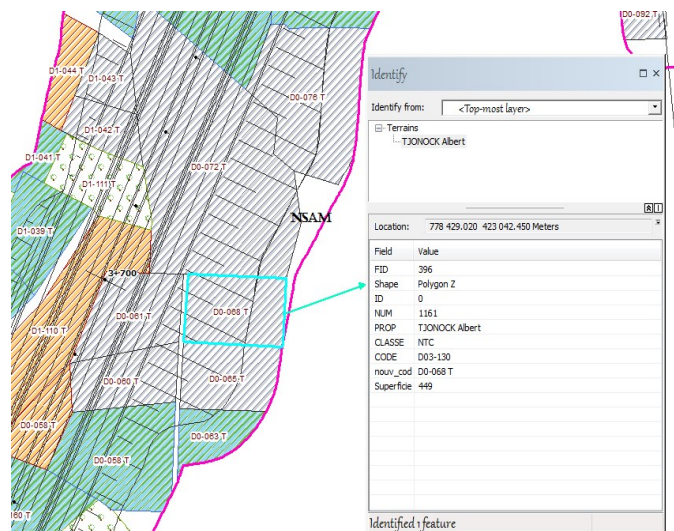 D0-092 T
D1-044 T
D1-043 T
D0-076 T
D1-042 T
D1-041 T
D0-072 T
D1-111 T
NSAM
D1-039 T
3+700
D0-061 T
D0-068 T
D1-110 T
D0-060 T
D0-058 T
D0-063 T
D0-058 T
Identify
Identify from: <Top-most layer>
Terrains
TJONOCK Albert
Location: 778 429.020 423 042.450 Meters
Field Value
FID 396
Shape Polygon Z
ID 0
NUM 1161
PROP TJONOCK Albert
CLASSE NTC
CODE D03-130
nouv_cod D0-068 T
Superficie 449
Identified 1 feature